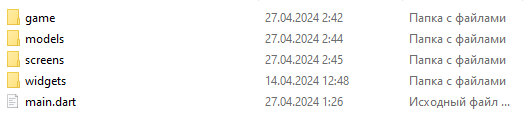 game 27.04.2024 2:42 Папка с файлами
models 27.04.2024 2:44 Папка с файлами
screens 27.04.2024 2:45 Папка с файлами
widgets 14.04.2024 12:48 Папка с файлами
main.dart 27.04.2024 1:26 Исходный файл ...